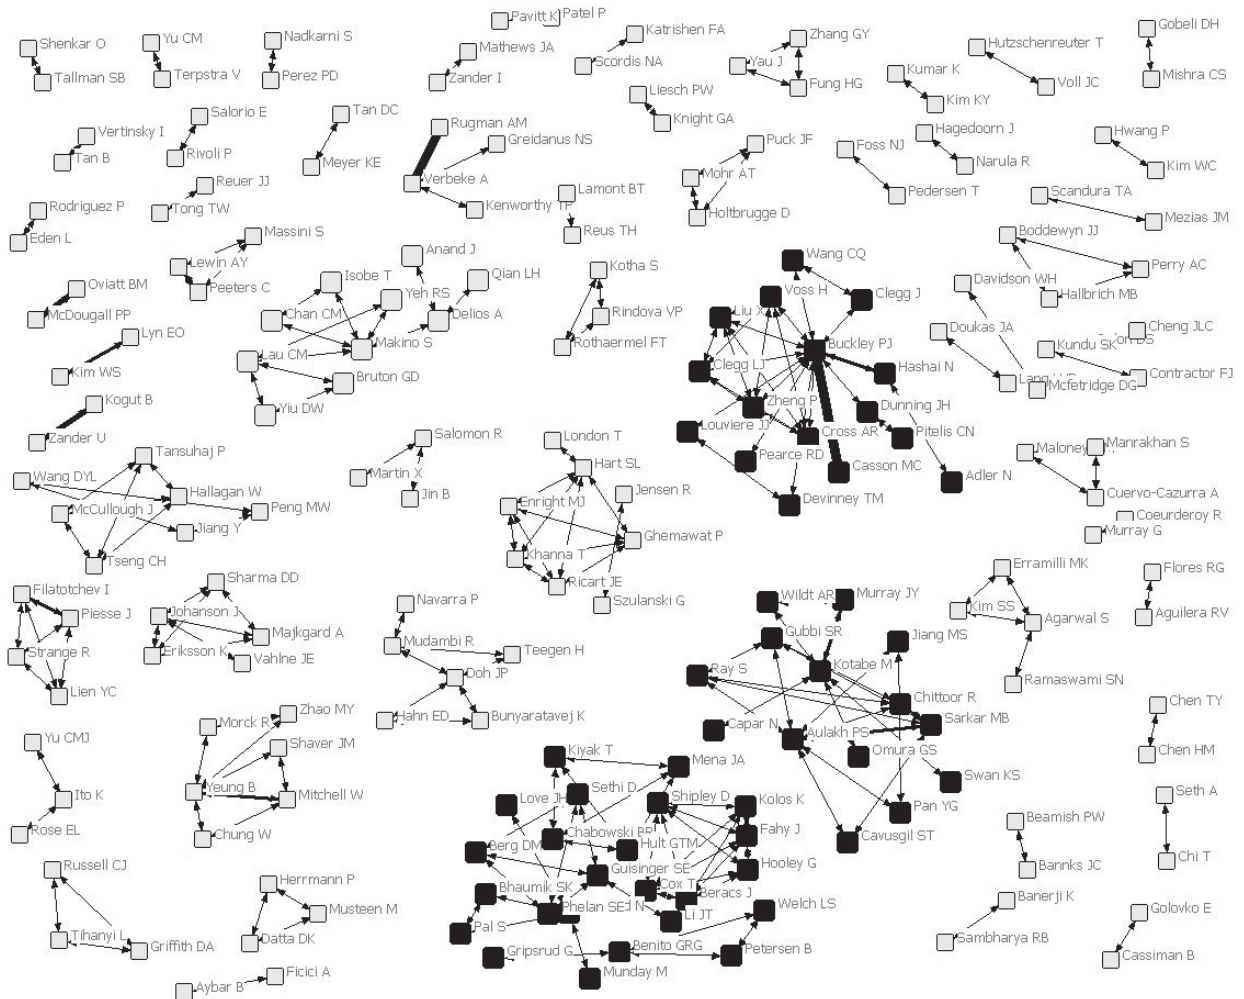 Pavitt K
Patel P
Shenkar O
Yu CM
Nadkarni S
Mathews JA
Katrishen FA
Zhang GY
Hutzschenreuter T
Gobeli DH
Tallman SB
Terpstra V
Perez PD
Zander I
Scordis NA
Yau J
Fung HG
Kumar K
Voll JC
Mishra CS
Liesch PW
Kim KY
Salorio E
Tan DC
Rugman AM
Knight GA
Vertinsky I
Greidanus NS
Puck JF
Hagedoorn J
Hwang P
Tan B
Rivoli P
Meyer KE
Foss NJ
Narula R
Kim WC
Reuer JJ
Verbeke A
Mohr AT
Lamont BT
Pedersen T
Scandura TA
Rodriguez P
Tong TW
Kenworthy TP
Holtbrugge D
Mezias JM
Eden L
Massini S
Reus TH
Boddewyn JJ
Anand J
Wang CQ
Lewin AY
Isobe T
Qian LH
Kotha S
Perry AC
Oviatt BM
Peeters C
Yeh RS
Voss H
Clegg J
Davidson WH
Hallbrich MB
McDougall PP
Chan CM
Delios A
Rindova VP
Liu X
Lyn EO
Makino S
Rothaermel FT
Buckley PJ
Doukas JA
Kundu SK
Cheng JLC
Kim WS
Lau CM
Bruton GD
Clegg LJ
Hashai N
Lang
Mcfetridge DG
Contractor FJ
Kogut B
Yiu DW
Zheng P
Dunning JH
Zander U
Salomon R
London T
Louviere JJ
Cross AR
Pitelis CN
Tansuhaj P
Maloney
Manrakhan S
Wang DYL
Martin X
Hart SL
Pearce RD
Casson MC
Adler N
Hallagan W
Jin B
Jensen R
Cuervo-Cazurra A
McCullough J
Peng MW
Enright MJ
Devinney TM
Coeurderoy R
Jiang Y
Ghemawat P
Murray G
Tseng CH
Khanna T
Sharma DD
Ricart JE
Erramilli MK
Flores RG
Filatotchev I
Navarra P
Szulanski G
Wildt AR
Murray JY
Piesse J
Johanson J
Kim SS
Aguilera RV
Majkgard A
Mudambi R
Gubbi SR
Jiang MS
Agarwal S
Strange R
Eriksson K
Vahlne JE
Teegen H
Ray S
Kotabe M
Doh JP
Ramaswami SN
Lien YC
Chittoor R
Chen TY
Morck R
Zhao MY
Hahn ED
Bunyaratavej K
Capar N
Sarkar MB
Yu CMJ
Shaver JM
Aulakh PS
Chen HM
Kiyak T
Mena JA
Omura GS
Yeung B
Swan KS
Ito K
Mitchell W
Love JH
Sethi D
Shipley D
Kolos K
Pan YG
Seth A
Rose EL
Chung W
Chabowski BR
Fahy J
Beamish PW
Berg DM
Hult GTM
Cavusgil ST
Chi T
Russell CJ
Guisinger SE
Hooley G
Bannks JC
Herrmann P
Bhaumik SK
Cox T
Beracs J
Banerji K
Musteen M
Phelan SE
Li JT
Welch LS
Golovko E
Tihanyi L
Pal S
Griffith DA
Datta DK
Gripsrud G
Benito GRG
Petersen B
Sambharya RB
Cassiman B
Ficici A
Munday M
Aybar B